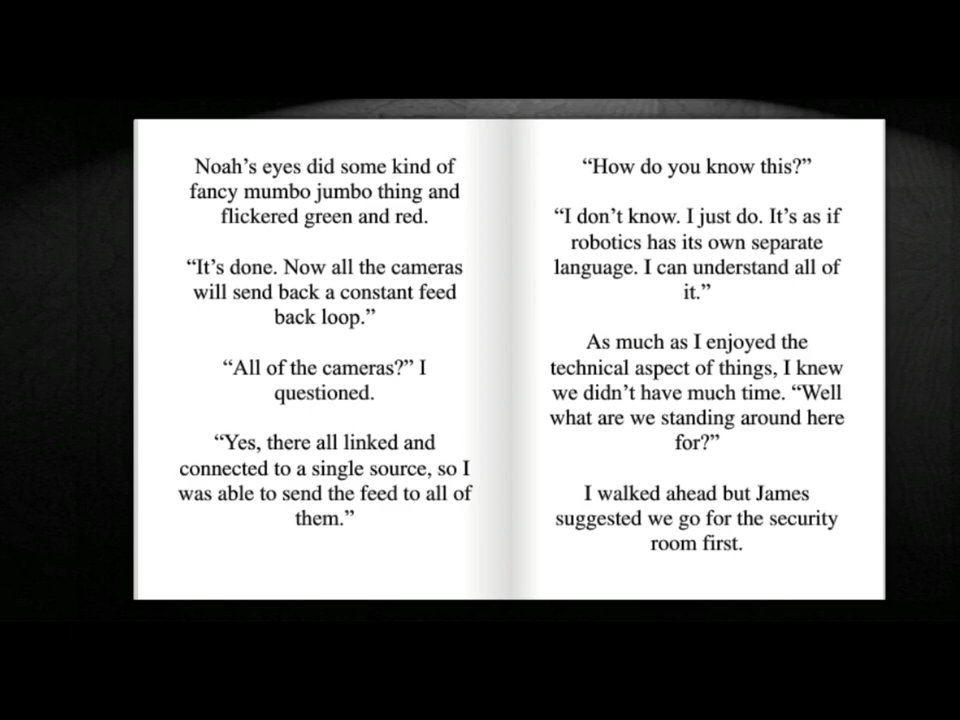 Noah’s eyes did some kind of
fancy mumbo jumbo thing and
flickered green and red.
“It’s done. Now all the cameras
will send back a constant feed
back loop.”
“All of the cameras?” I
questioned.
“Yes, there all linked and
connected to a single source, so I
was able to send the feed to all of
them.”
“How do you know this?”
“I don’t know. I just do. It’s as if
robotics has its own separate
language. I can understand all of
it.”
As much as I enjoyed the
technical aspect of things, I knew
we didn’t have much time. “Well
what are we standing around here
for?”
I walked ahead but James
suggested we go for the security
room first.